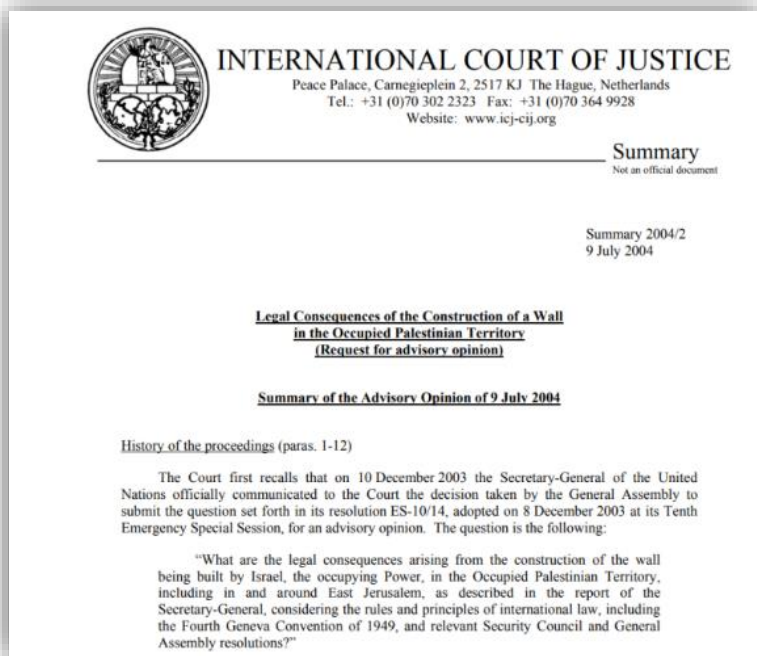 INTERNATIONAL COURT OF JUSTICE
Peace Palace, Carnegieplein 2, 2517 KJ The Hague, Netherlands
Tel.: +31 (0)70 302 2323 Fax: +31 (0)70 364 9928
Website: www.icj-cij.org
Summary
Not an official document
Summary 2004/2
9 July 2004
Legal Consequences of the Construction of a Wall
in the Occupied Palestinian Territory
(Request for advisory opinion)
Summary of the Advisory Opinion of 9 July 2004
History of the proceedings (paras. 1-12)
The Court first recalls that on 10 December 2003 the Secretary-General of the United
Nations officially communicated to the Court the decision taken by the General Assembly to
submit the question set forth in its resolution ES-10/14, adopted on 8 December 2003 at its Tenth
Emergency Special Session, for an advisory opinion. The question is the following:
“What are the legal consequences arising from the construction of the wall
being built by Israel, the occupying Power, in the Occupied Palestinian Territory,
including in and around East Jerusalem, as described in the report of the
Secretary-General, considering the rules and principles of international law, including
the Fourth Geneva Convention of 1949, and relevant Security Council and General
Assembly resolutions?”